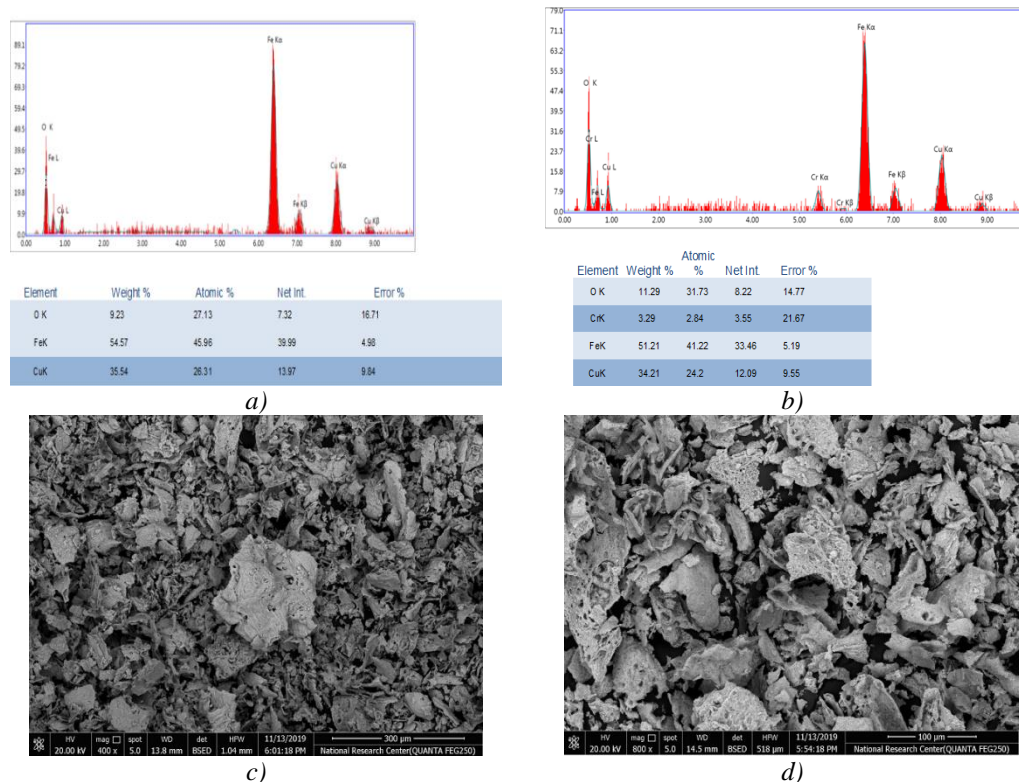 89.1
79.4
69.5
59.4
49.5
39.6
29.7
19.8
9.9
0.0
Fe Kα
O K
Fe L
Cu L
Cu Kα
Fe Kβ
Cu Kβ
0.00 1.00 2.00 3.00 4.00 5.00 6.00 7.00 8.00 9.00
Element Weight % Atomic % Net Int. Error %
O K 9.23 27.13 7.32 16.71
FeK 54.57 45.96 39.99 4.98
CuK 35.54 26.31 13.97 9.84
a)
79.0
71.1
63.2
55.3
47.4
39.5
31.6
23.7
15.8
7.9
0.0
Fe Kα
O K
Cr L
Cu L
Fe L
Cr Kα
Cr Kβ
Fe Kβ
Cu Kα
Cu Kβ
0.00 1.00 2.00 3.00 4.00 5.00 6.00 7.00 8.00 9.00
Element Weight % Atomic % Net Int. Error %
O K 11.29 31.73 8.22 14.77
CrK 3.29 2.84 3.55 21.67
FeK 51.21 41.22 33.46 5.19
CuK 34.21 24.2 12.09 9.55
b)
HV mag □ spot WD det HFW 11/13/2019 300 µm
20.00 kV 400 x 5.0 13.8 mm BSED 1.04 mm 6:01:18 PM National Research Center(QUANTA FEG250)
c)
HV mag □ spot WD det HFW 11/13/2019 100 µm
20.00 kV 800 x 5.0 14.5 mm BSED 518 µm 5:54:18 PM National Research Center(QUANTA FEG250)
d)